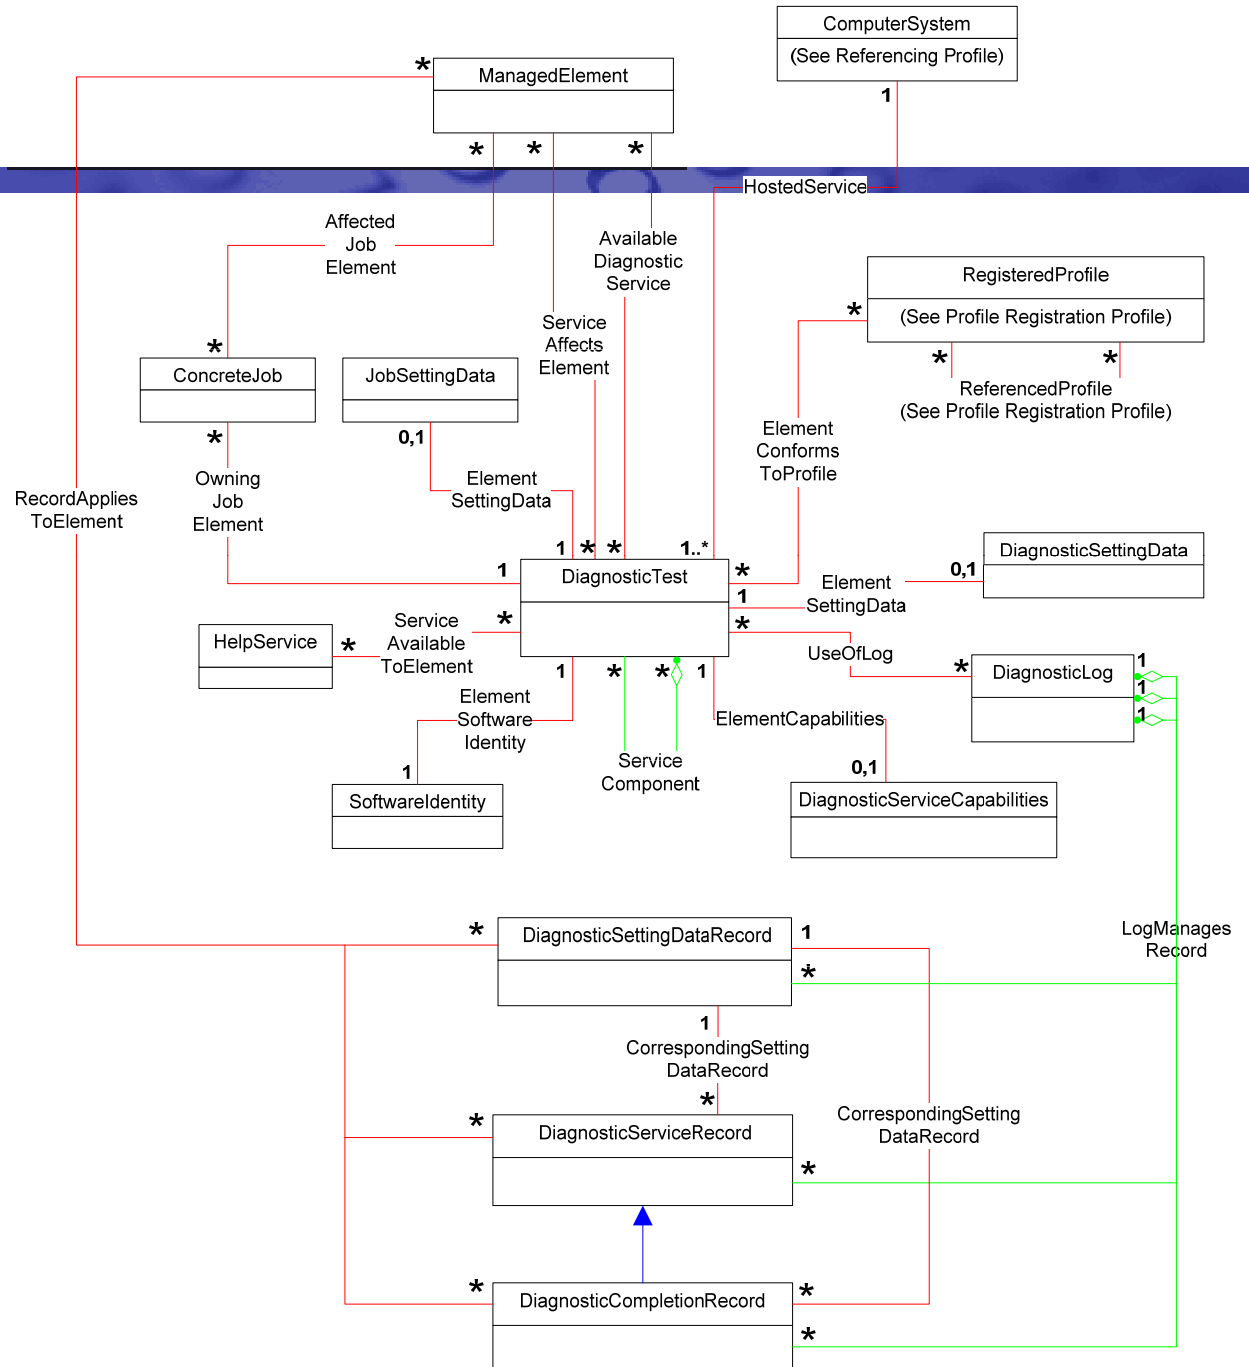 ComputerSystem
(See Referencing Profile)
1
*
ManagedElement
*
*
*
HostedService
Affected
Job
Element
Available
Diagnostic
Service
RegisteredProfile
(See Profile Registration Profile)
*
*
*
ReferencedProfile
(See Profile Registration Profile)
Service
Affects
Element
*
ConcreteJob
*
JobSettingData
0,1
Element
SettingData
Element
Conforms
ToProfile
Owning
Job
Element
RecordApplies
ToElement
1
*
*
1..*
1
DiagnosticTest
*
1
*
Element
SettingData
0,1
DiagnosticSettingData
HelpService
*
Service
Available
ToElement
*
UseOfLog
*
DiagnosticLog
1
1
1
1
*
*
1
Element
Software
Identity
ElementCapabilities
Service
Component
1
SoftwareIdentity
0,1
DiagnosticServiceCapabilities
LogManages
Record
*
DiagnosticSettingDataRecord
1
*
1
CorrespondingSetting
DataRecord
*
CorrespondingSetting
DataRecord
*
DiagnosticServiceRecord
*
*
DiagnosticCompletionRecord
*
*